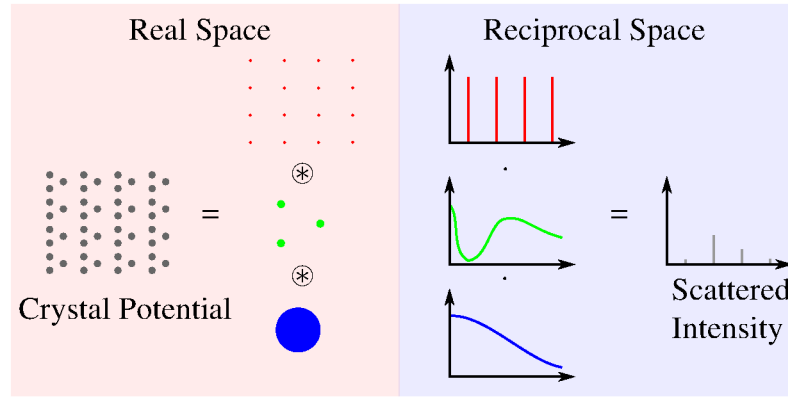 Real Space
Reciprocal Space
=
=
Crystal Potential
Scattered
Intensity